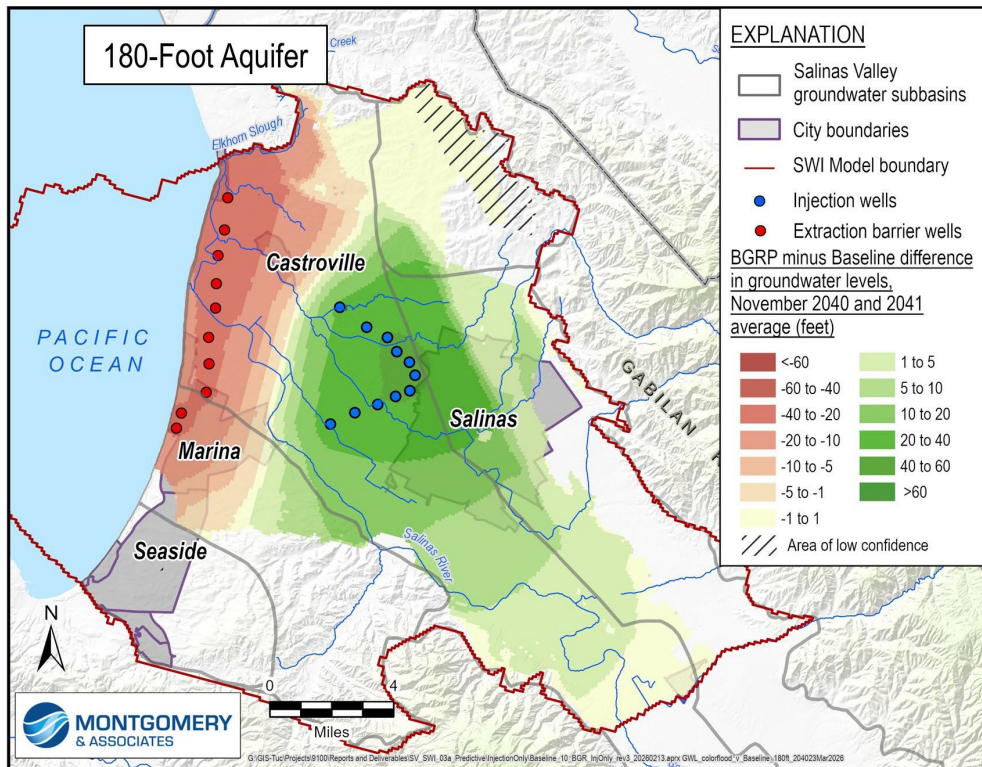 180-Foot Aquifer
Creek
Elkhorn Slough
Castroville
PACIFIC
OCEAN
Salinas
Marina
Seaside
Salinas
River
GABILAN R
N
0
4
Miles
MONTGOMERY
& ASSOCIATES
EXPLANATION
Salinas Valley
groundwater subbasins
City boundaries
SWI Model boundary
Injection wells
Extraction barrier wells
BGRP minus Baseline difference
in groundwater levels,
November 2040 and 2041
average (feet)
<-60
-60 to -40
-40 to -20
-20 to -10
-10 to -5
-5 to -1
-1 to 1
1 to 5
5 to 10
10 to 20
20 to 40
40 to 60
>60
Area of low confidence